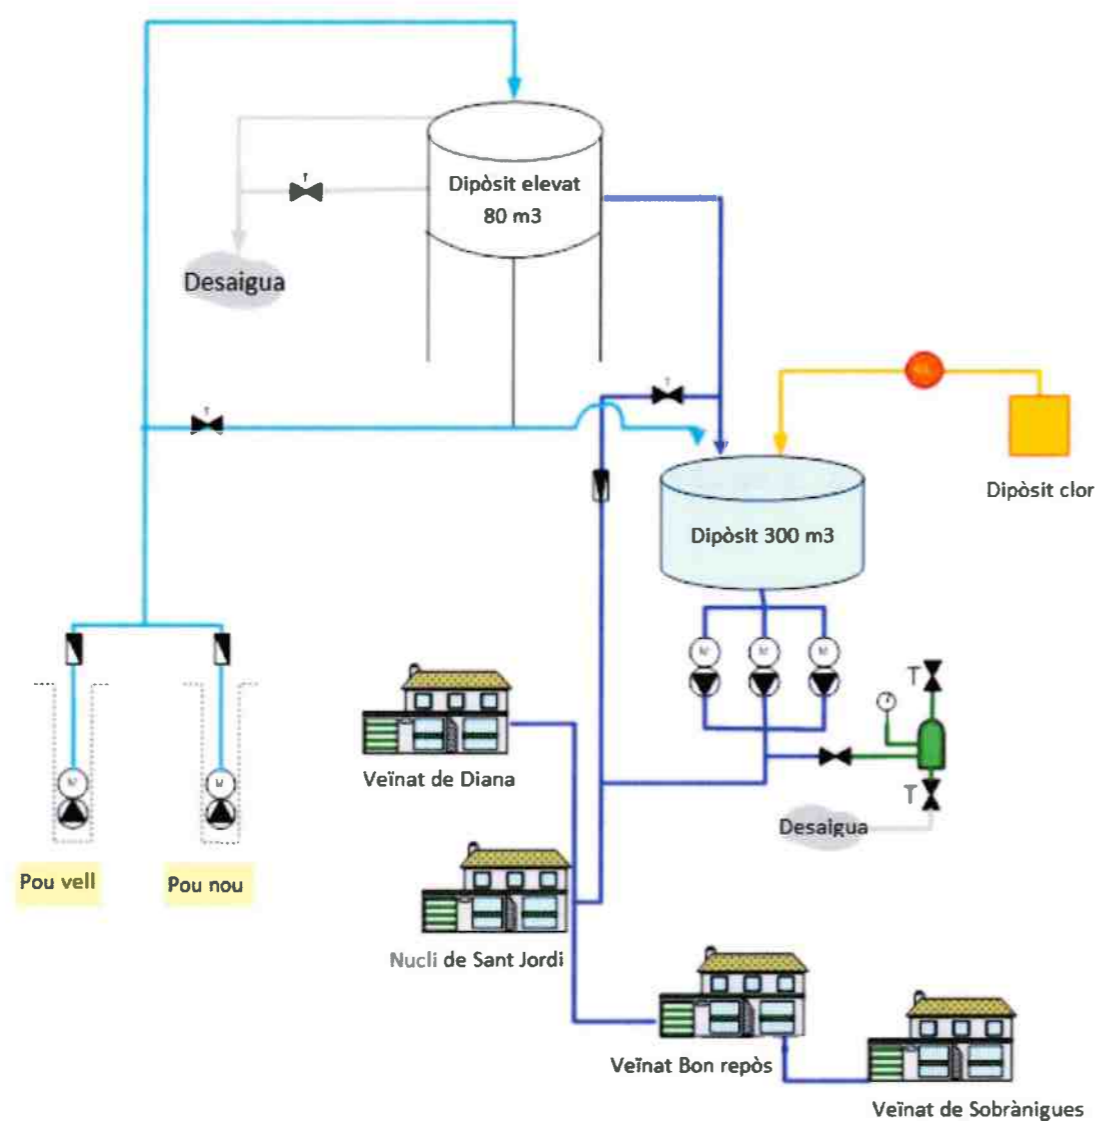 Dipòsit elevat
80 m3
T
Desaigua
T
T
Dipòsit clor
Dipòsit 300 m3
M
M
M
T
Veïnat de Diana
T
Desaigua
M
M
Pou vell
Pou nou
Nucli de Sant Jordi
Veïnat Bon repòs
Veïnat de Sobrànigues